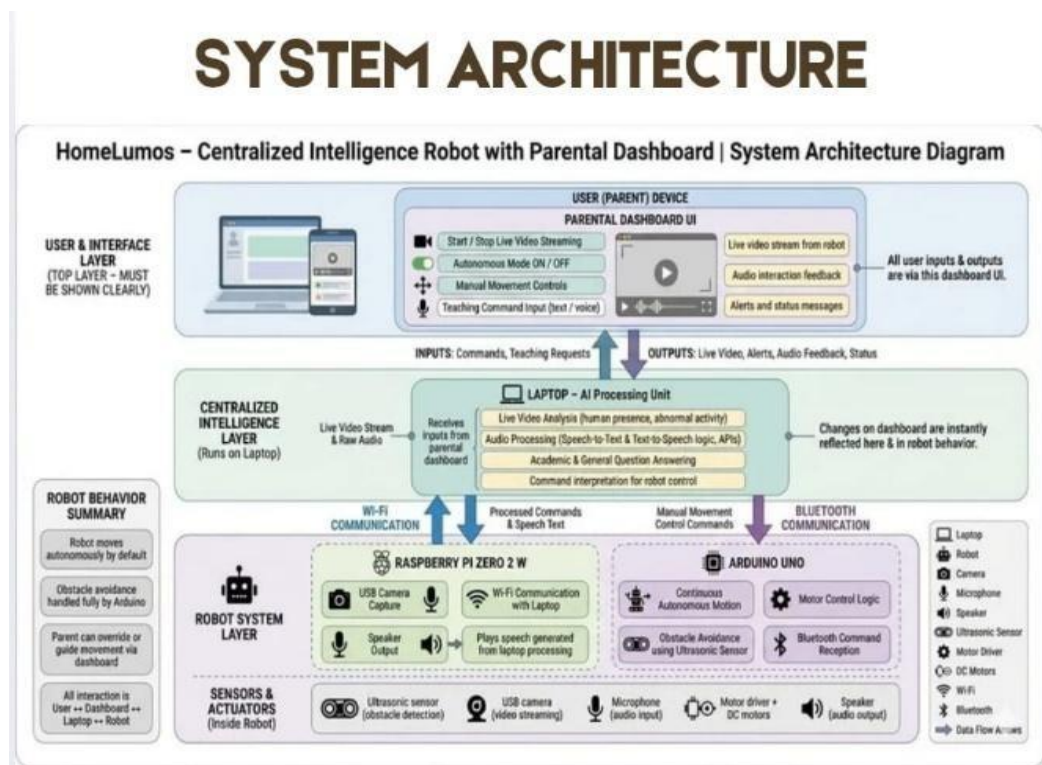 SYSTEM ARCHITECTURE
HomeLumos – Centralized Intelligence Robot with Parental Dashboard | System Architecture Diagram
USER & INTERFACE
LAYER
(TOP LAYER – MUST
BE SHOWN CLEARLY)
USER (PARENT) DEVICE
PARENTAL DASHBOARD UI
Start / Stop Live Video Streaming
Autonomous Mode ON / OFF
Manual Movement Controls
Teaching Command Input (text / voice)
Live video stream from robot
Audio interaction feedback
Alerts and status messages
All user inputs & outputs
are via this dashboard UI.
INPUTS: Commands, Teaching Requests
OUTPUTS: Live Video, Alerts, Audio Feedback, Status
CENTRALIZED
INTELLIGENCE
LAYER
(Runs on Laptop)
Live Video Stream
& Raw Audio
LAPTOP – AI Processing Unit
Receives
inputs from
parental
dashboard
Live Video Analysis (human presence, abnormal activity)
Audio Processing (Speech-to-Text & Text-to-Speech logic, APIs)
Academic & General Question Answering
Command interpretation for robot control
Changes on dashboard are instantly
reflected here & in robot behavior.
WI-Fi
COMMUNICATION
Processed Commands
& Speech Text
Manual Movement
Control Commands
BLUETOOTH
COMMUNICATION
ROBOT BEHAVIOR
SUMMARY
Robot moves
autonomously by default
Obstacle avoidance
handled fully by Arduino
Parent can override or
guide movement via
dashboard
All interaction is
User ↔ Dashboard ↔
Laptop ↔ Robot
ROBOT SYSTEM
LAYER
RASPBERRY PI ZERO 2 W
USB Camera
Capture
Wi-Fi Communication
with Laptop
Speaker
Output
Plays speech generated
from laptop processing
ARDUINO UNO
Continuous
Autonomous Motion
Motor Control Logic
Obstacle Avoidance
using Ultrasonic Sensor
Bluetooth Command
Reception
SENSORS &
ACTUATORS
(Inside Robot)
Ultrasonic sensor
(obstacle detection)
USB camera
(video streaming)
Microphone
(audio input)
Motor driver +
DC motors
Speaker
(audio output)
Laptop
Robot
Camera
Microphone
Speaker
Ultrasonic Sensor
Motor Driver
DC Motors
Wi-Fi
Bluetooth
Data Flow Arrows